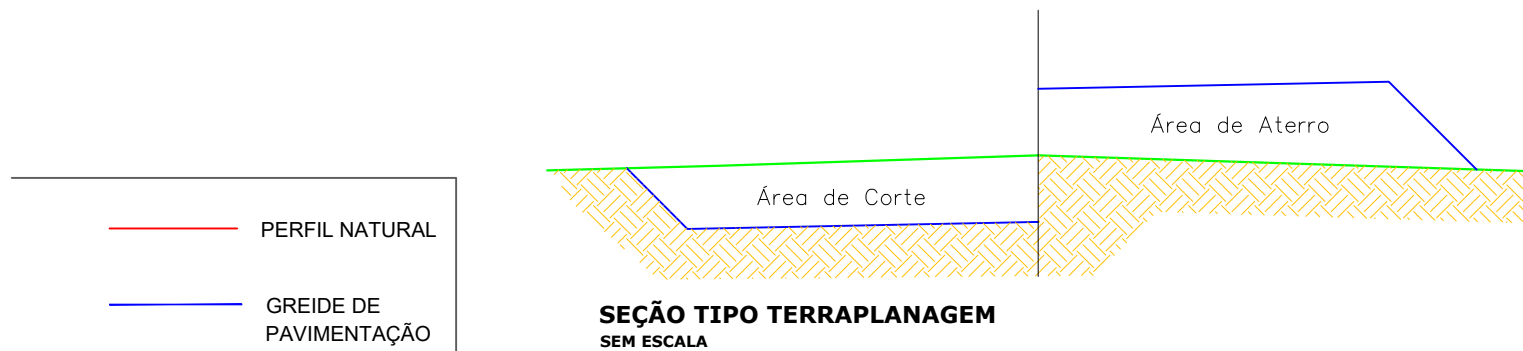 PERFIL NATURAL
GREIDE DE
PAVIMENTAÇÃO
Área de Corte
Área de Aterro
SEÇÃO TIPO TERRAPLANAGEM
SEM ESCALA